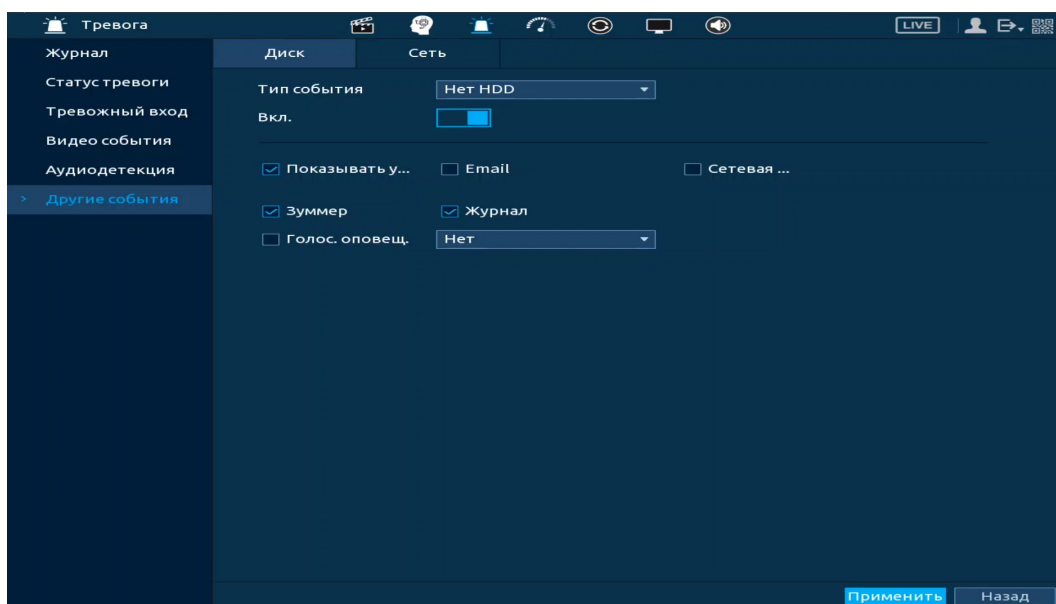 Тревога
LIVE
Журнал
Статус тревоги
Тревожный вход
Видео события
Аудиодетекция
> Другие события
Диск Сеть
Тип события Нет HDD
Вкл.
Показывать у... Email Сетевая ...
Зуммер Журнал
Голос. оповещ. Нет
Применить Назад